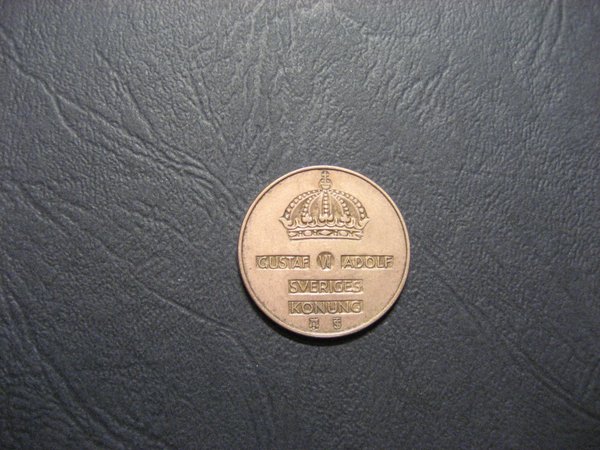 GUSTAF VI ADOLF
SVERIGES
KONUNG